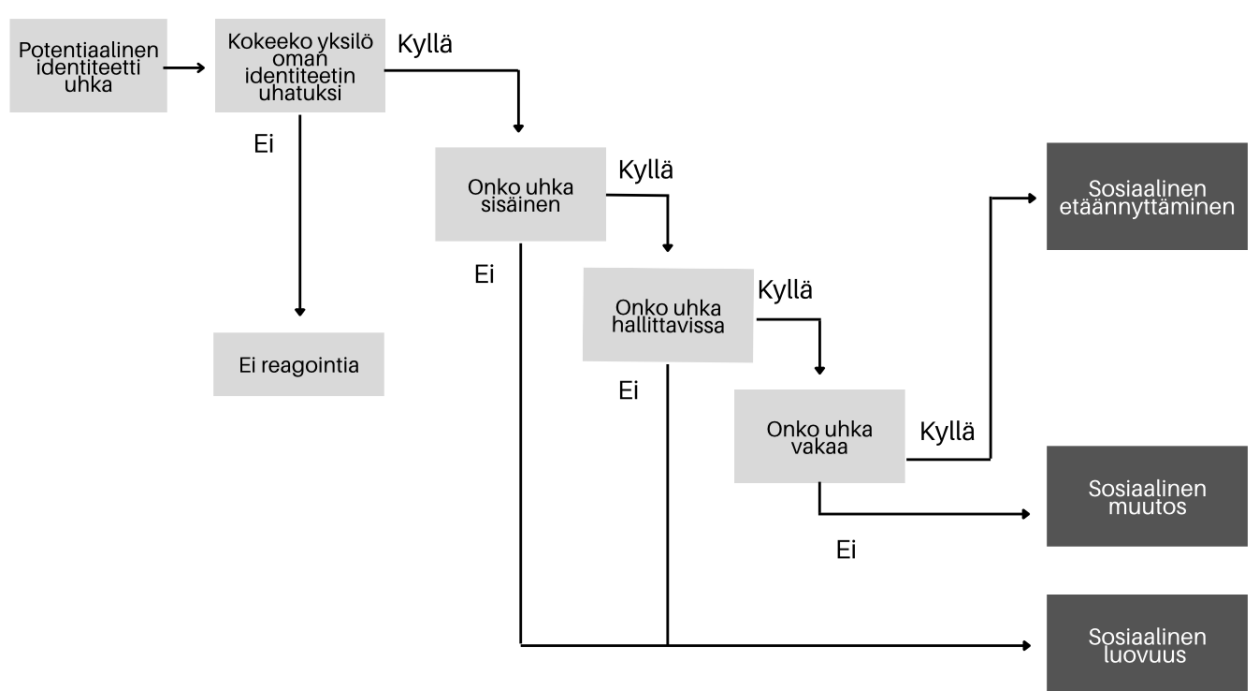 Potentiaalinen
identiteetti
uhka
Kokeeko yksilö
oman
identiteetin
uhatuksi
Kyllä
Ei
Ei reagointia
Onko uhka
sisäinen
Kyllä
Ei
Onko uhka
hallittavissa
Kyllä
Ei
Onko uhka
vakaa
Kyllä
Ei
Sosiaalinen
etäännyttäminen
Sosiaalinen
muutos
Sosiaalinen
luovuus